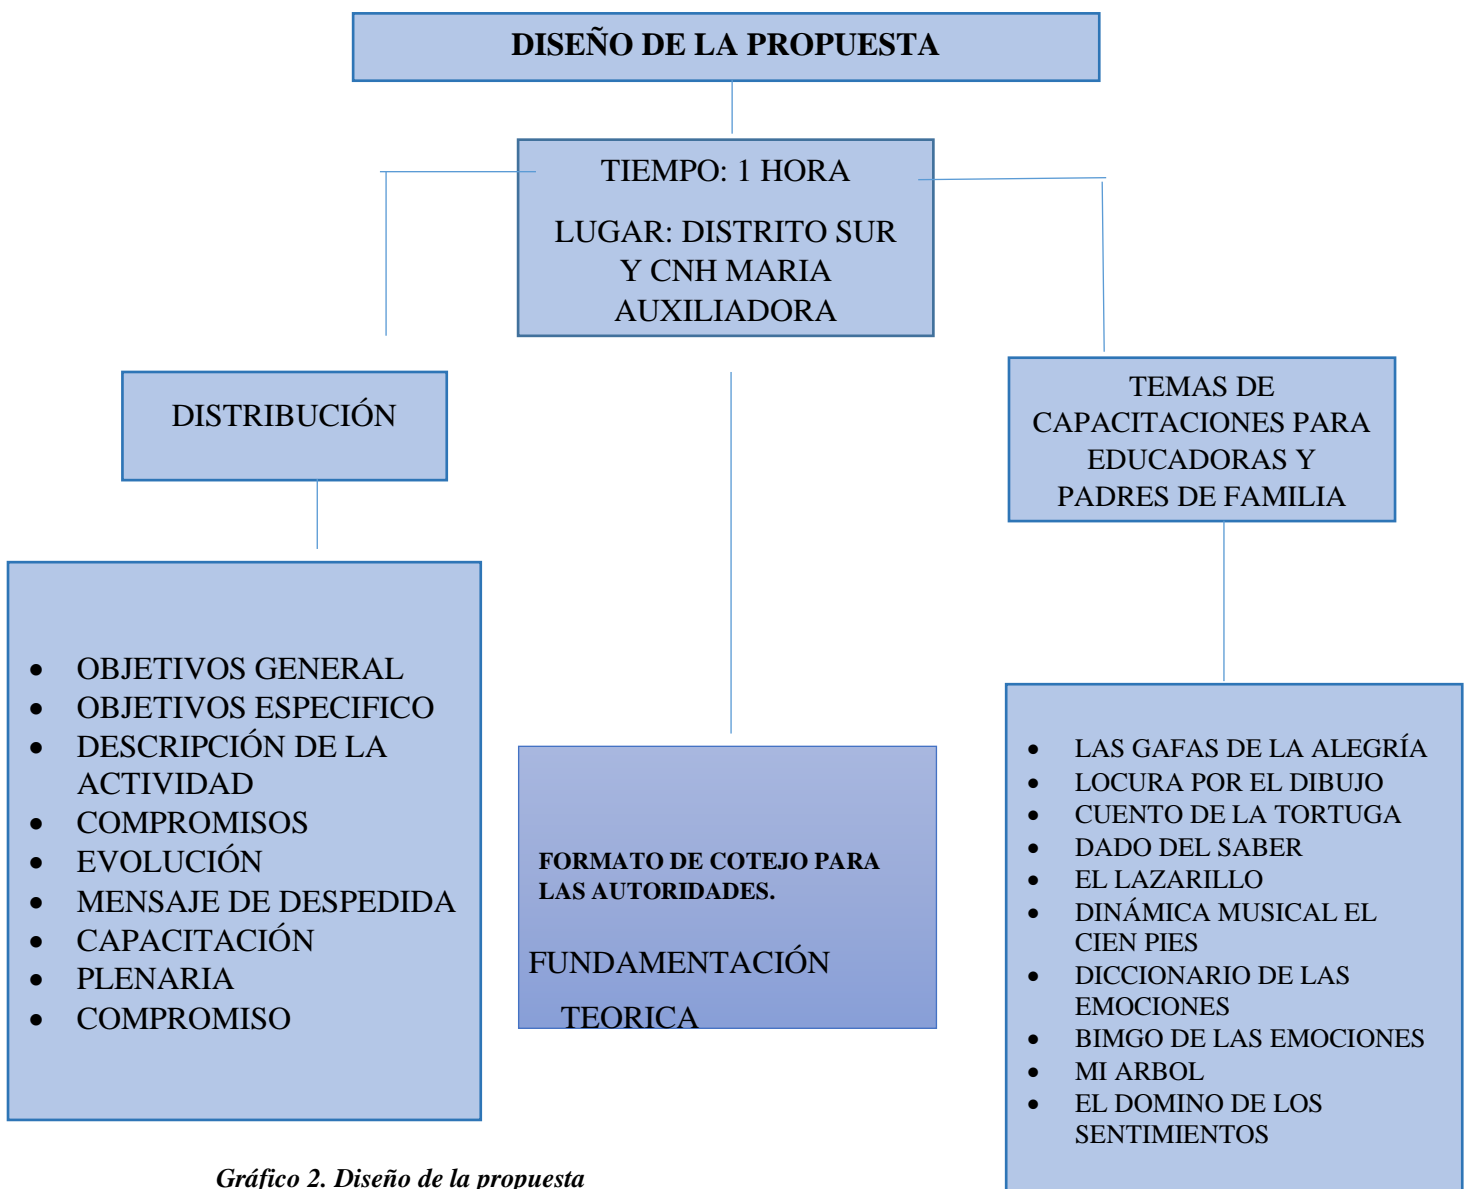 DISEÑO DE LA PROPUESTA
TIEMPO: 1 HORA
LUGAR: DISTRITO SUR
Y CNH MARIA
AUXILIADORA
DISTRIBUCIÓN
TEMAS DE
CAPACITACIONES PARA
EDUCADORAS Y
PADRES DE FAMILIA
• OBJETIVOS GENERAL
• OBJETIVOS ESPECIFICO
• DESCRIPCIÓN DE LA
ACTIVIDAD
• COMPROMISOS
• EVOLUCIÓN
• MENSAJE DE DESPEDIDA
• CAPACITACIÓN
• PLENARIA
• COMPROMISO
FORMATO DE COTEJO PARA
LAS AUTORIDADES.
FUNDAMENTACIÓN
TEORICA
• LAS GAFAS DE LA ALEGRÍA
• LOCURA POR EL DIBUJO
• CUENTO DE LA TORTUGA
• DADO DEL SABER
• EL LAZARILLO
• DINÁMICA MUSICAL EL
CIEN PIES
• DICCIONARIO DE LAS
EMOCIONES
• BIMGO DE LAS EMOCIONES
• MI ARBOL
• EL DOMINO DE LOS
SENTIMIENTOS
Gráfico 2. Diseño de la propuesta